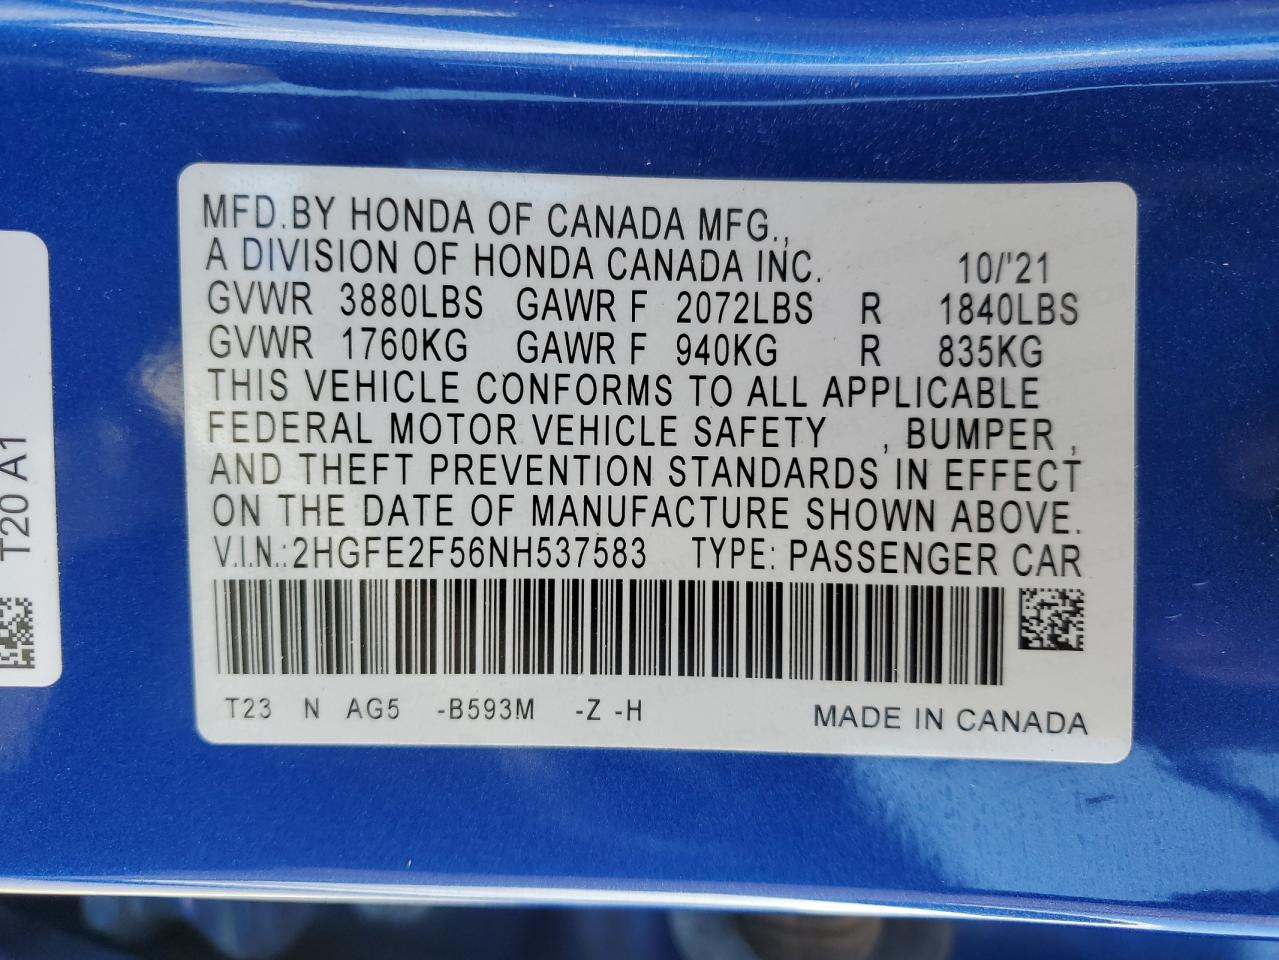 MFD.BY HONDA OF CANADA MFG.,
A DIVISION OF HONDA CANADA INC. 10/'21
GVWR 3880LBS GAWR F 2072LBS R 1840LBS
GVWR 1760KG GAWR F 940KG R 835KG
THIS VEHICLE CONFORMS TO ALL APPLICABLE
FEDERAL MOTOR VEHICLE SAFETY , BUMPER ,
AND THEFT PREVENTION STANDARDS IN EFFECT
ON THE DATE OF MANUFACTURE SHOWN ABOVE.
V.I.N.:2HGFE2F56NH537583 TYPE: PASSENGER CAR
T23 N AG5 -B593M -Z -H MADE IN CANADA
T20 A1